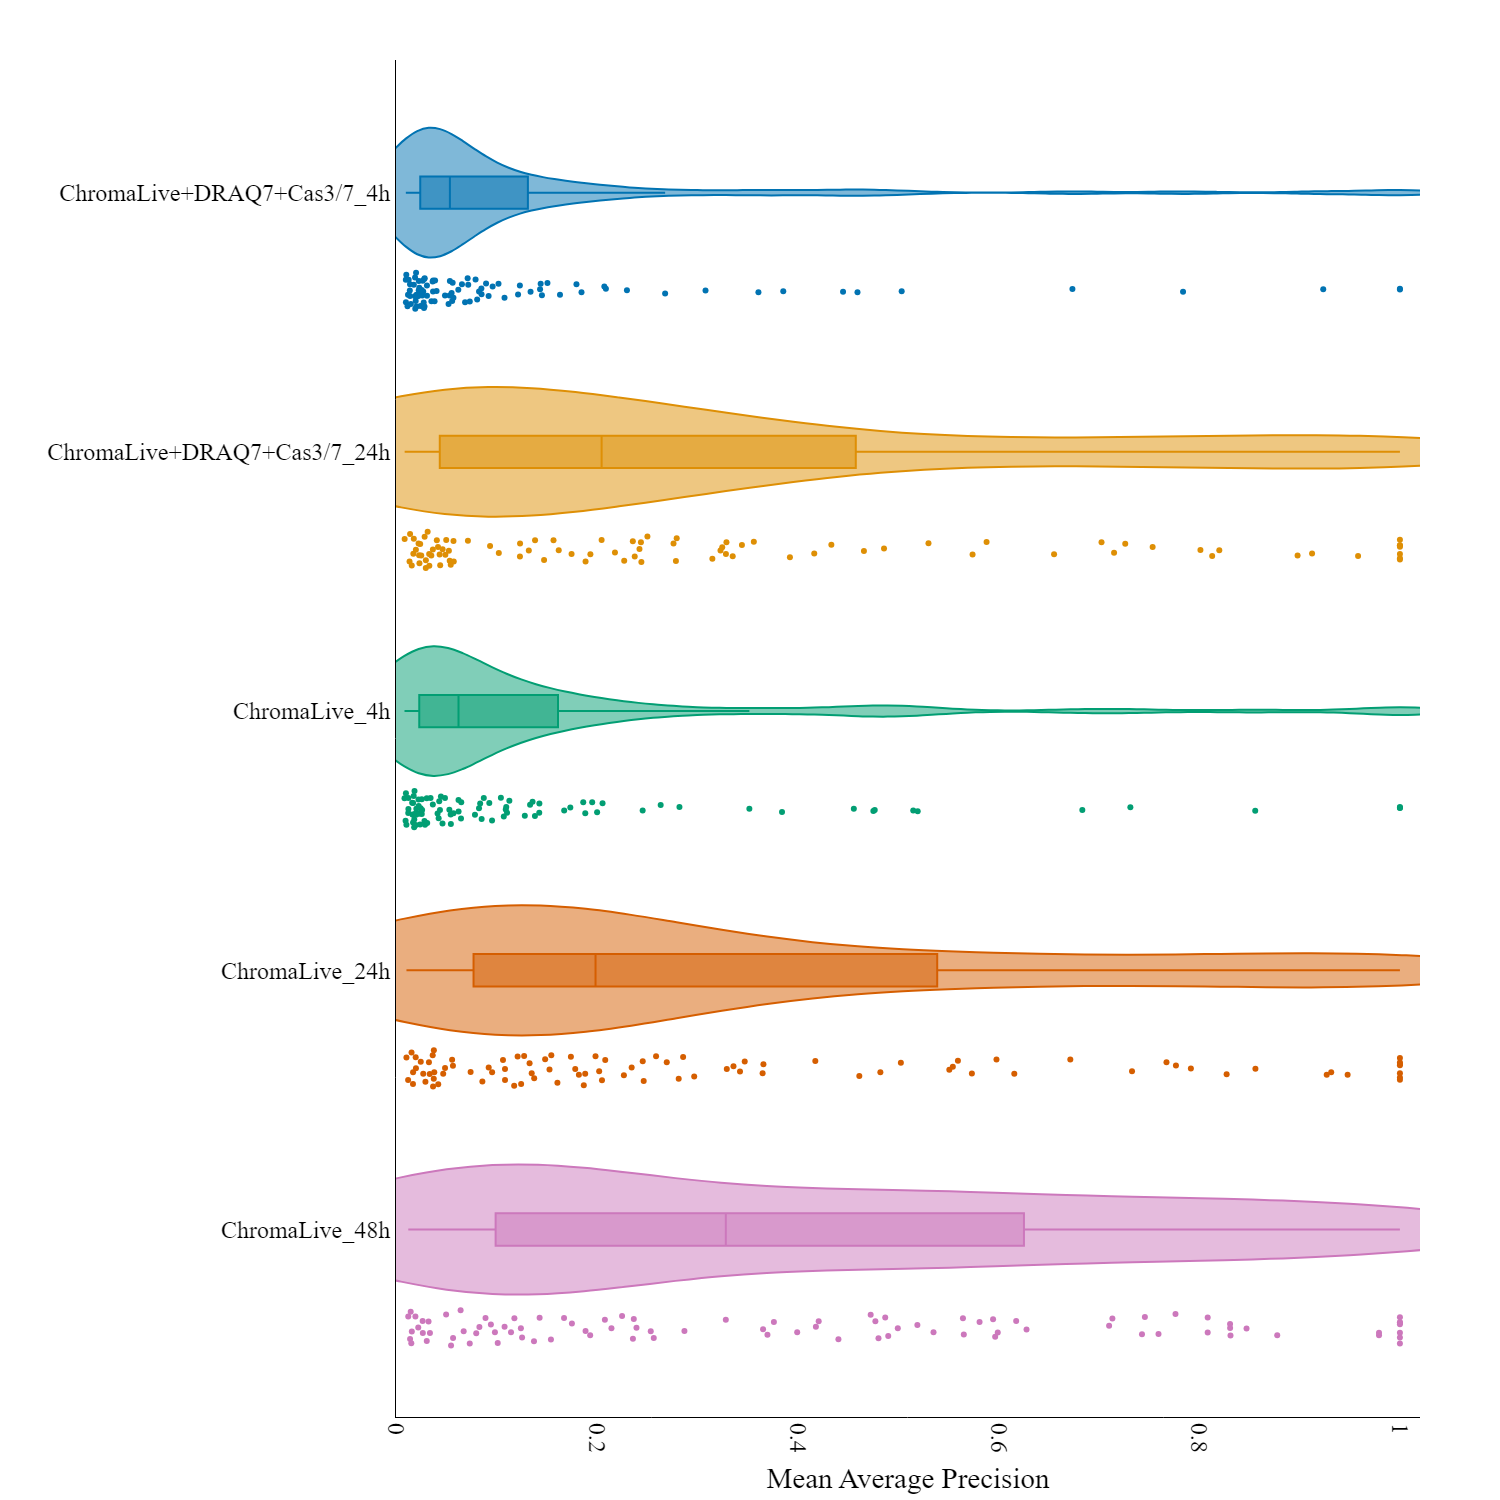 ChromaLive+DRAQ7+Cas3/7_4h
ChromaLive+DRAQ7+Cas3/7_24h
ChromaLive_4h
ChromaLive_24h
ChromaLive_48h
0
0.2
0.4
0.6
0.8
1
Mean Average Precision